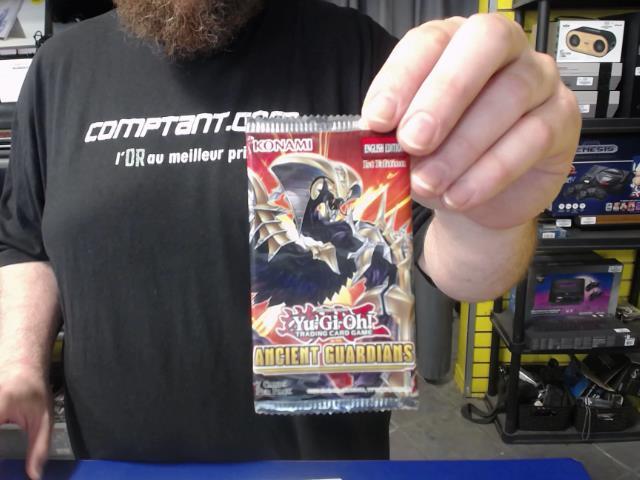 COMPTANT.COM
l'OR au meilleur pri
KONAMI
ENGLISH EDITION
1st Edition
Yu-Gi-Oh!
TRADING CARD GAME
ANCIENT GUARDIANS
GENESIS